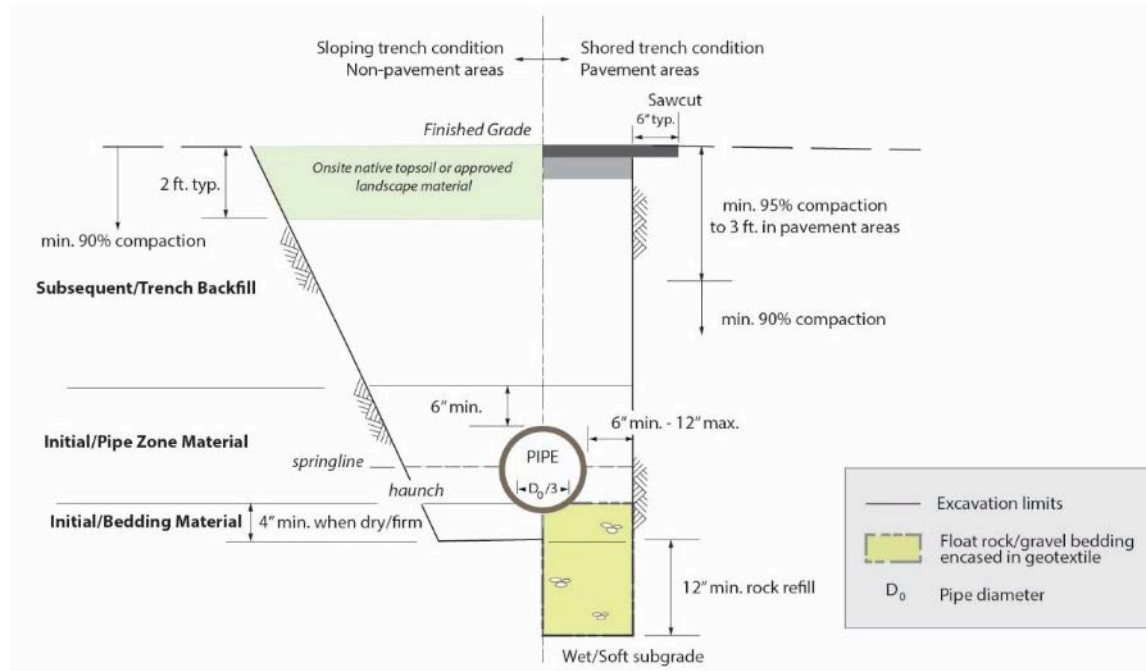 Sloping trench condition
Non-pavement areas
Shored trench condition
Pavement areas
Sawcut
6" typ.
Finished Grade
Onsite native topsoil or approved
landscape material
2 ft. typ.
min. 90% compaction
min. 95% compaction
to 3 ft. in pavement areas
Subsequent/Trench Backfill
min. 90% compaction
6" min.
6" min. - 12" max.
Initial/Pipe Zone Material
PIPE
springline
D₀/3
haunch
Initial/Bedding Material
4" min. when dry/firm
12" min. rock refill
Wet/Soft subgrade
Excavation limits
Float rock/gravel bedding
encased in geotextile
D₀ Pipe diameter